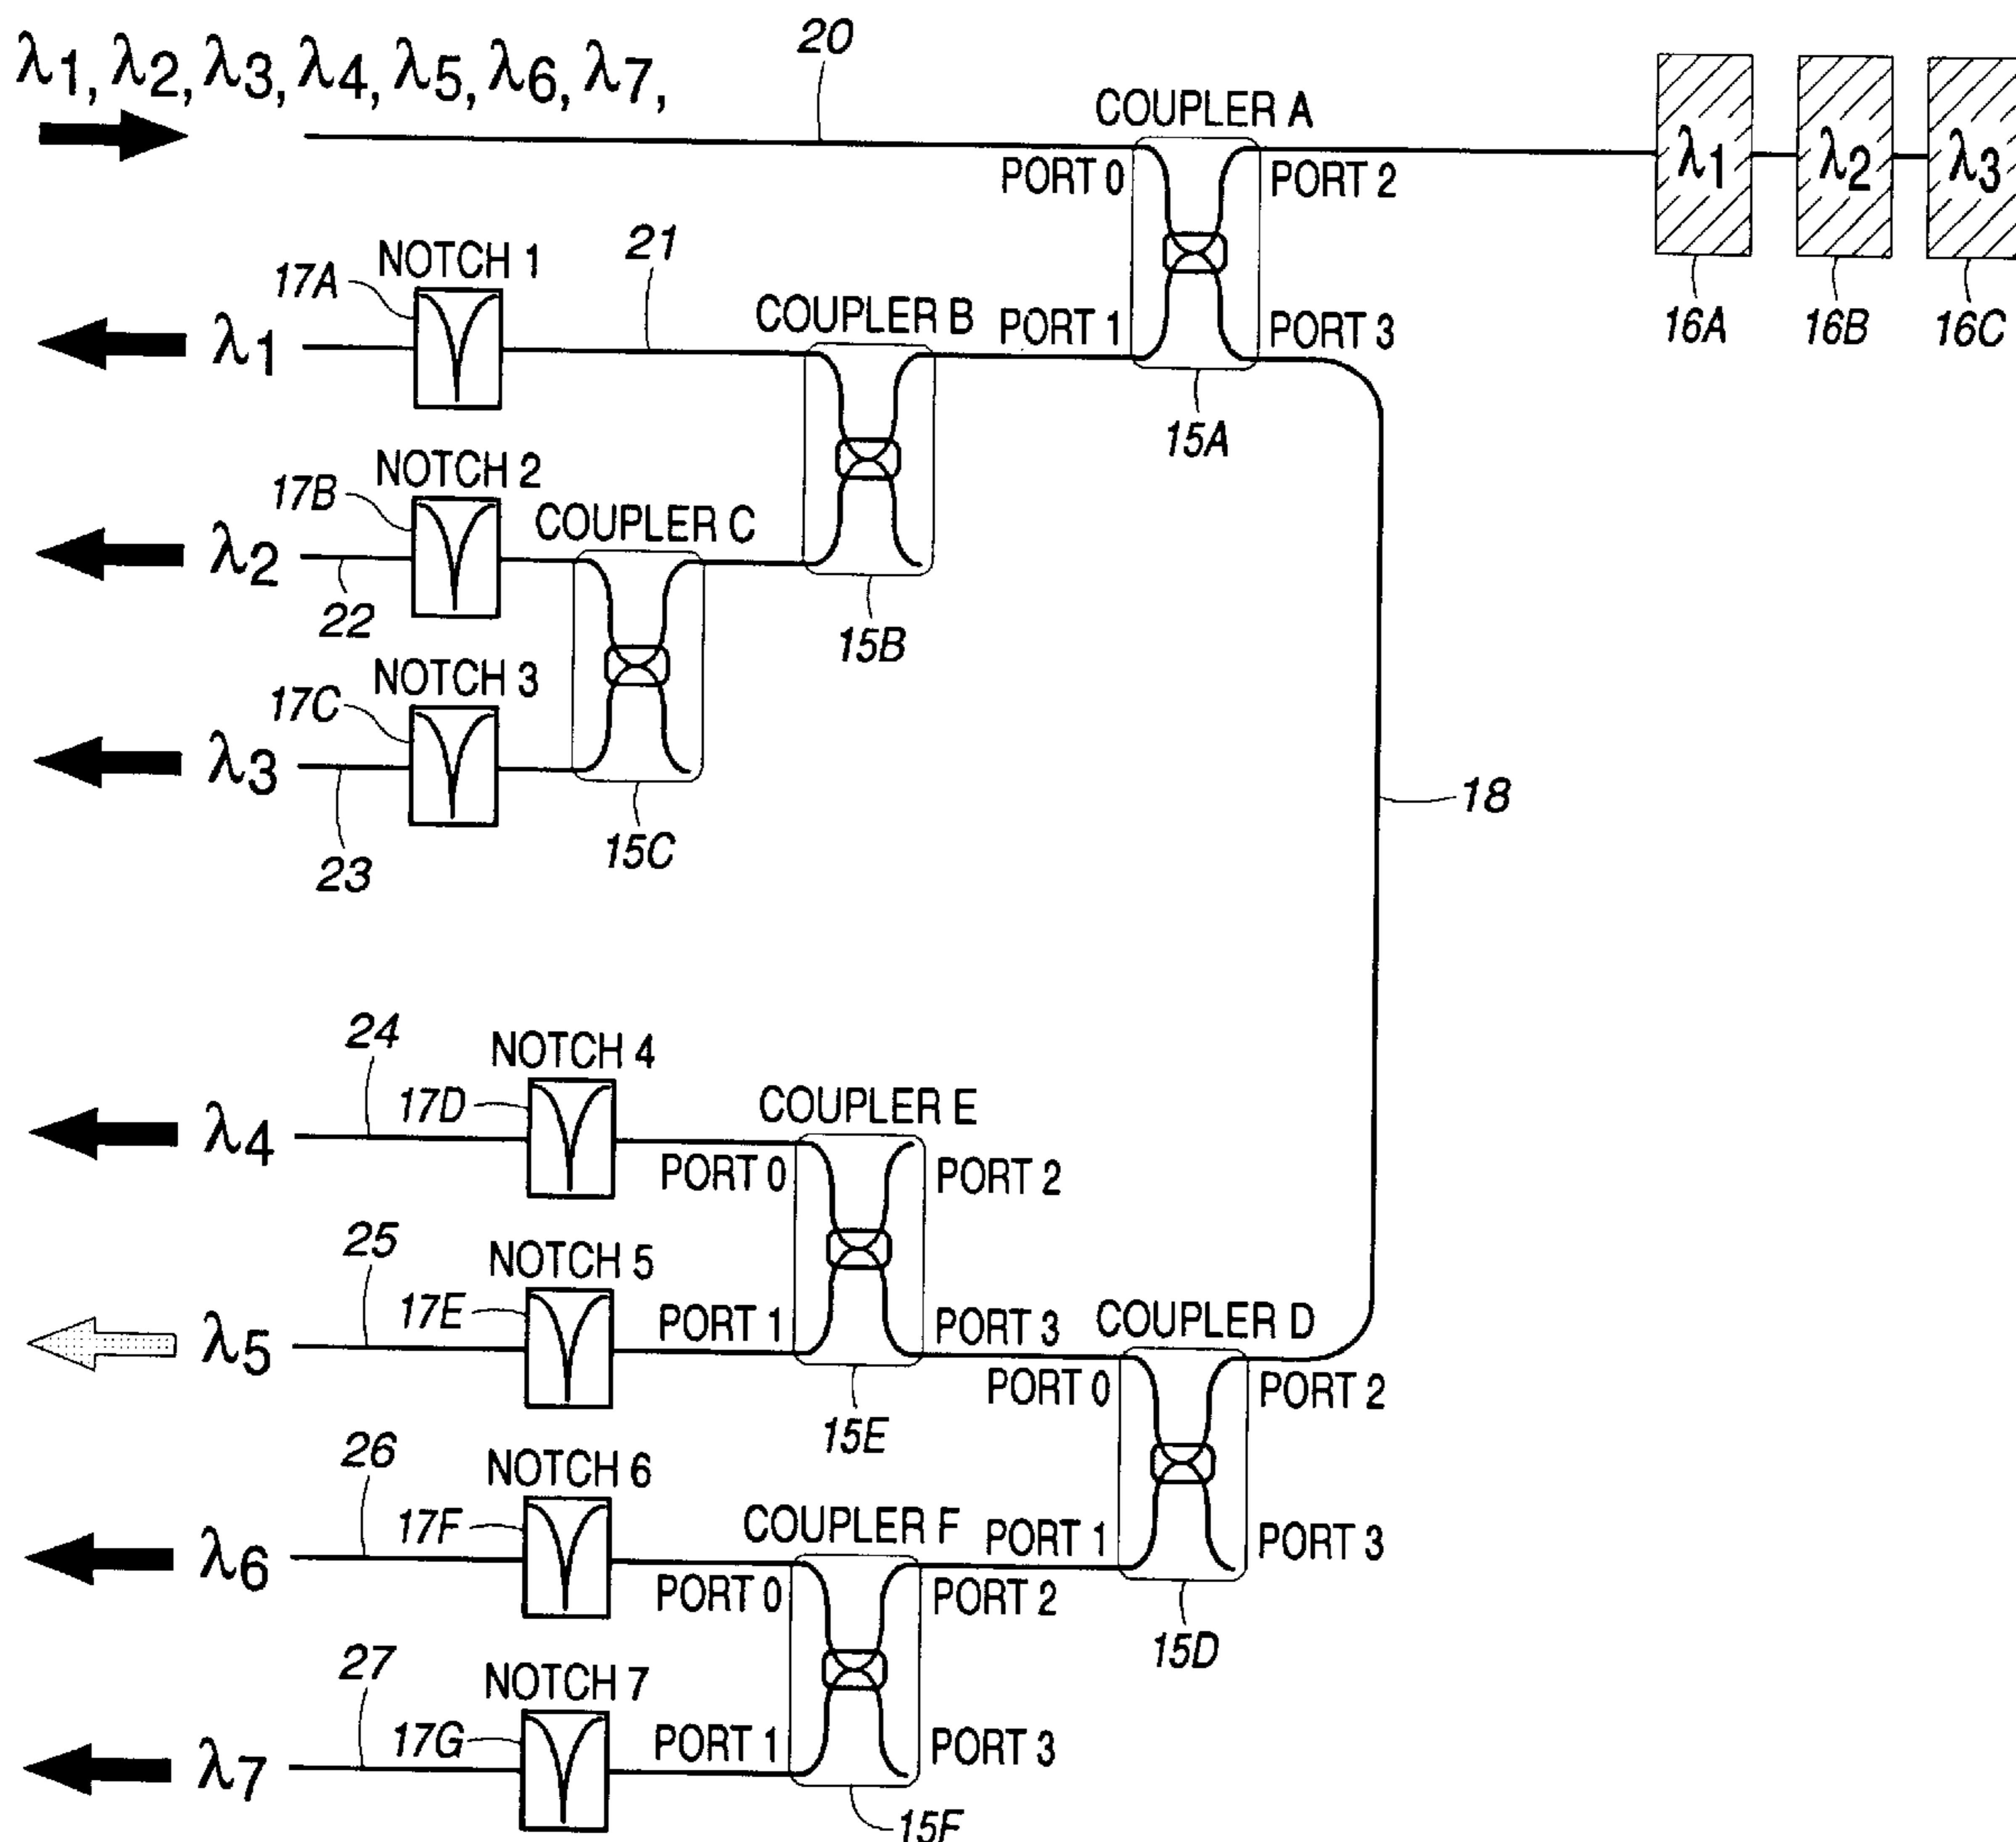 20
λ1, λ2, λ3, λ4, λ5, λ6, λ7,
COUPLER A
PORT 0
PORT 2
λ1
λ2
λ3
16A
16B
16C
NOTCH 1
17A
21
COUPLER B
PORT 1
PORT 3
λ1
15A
NOTCH 2
17B
COUPLER C
λ2
22
15B
NOTCH 3
17C
λ3
23
15C
18
24
NOTCH 4
17D
COUPLER E
λ4
PORT 0
PORT 2
25
NOTCH 5
17E
PORT 1
PORT 3
COUPLER D
λ5
PORT 0
PORT 2
15E
26
NOTCH 6
17F
COUPLER F
PORT 1
PORT 3
λ6
PORT 0
PORT 2
15D
27
NOTCH 7
17G
PORT 1
PORT 3
λ7
15F